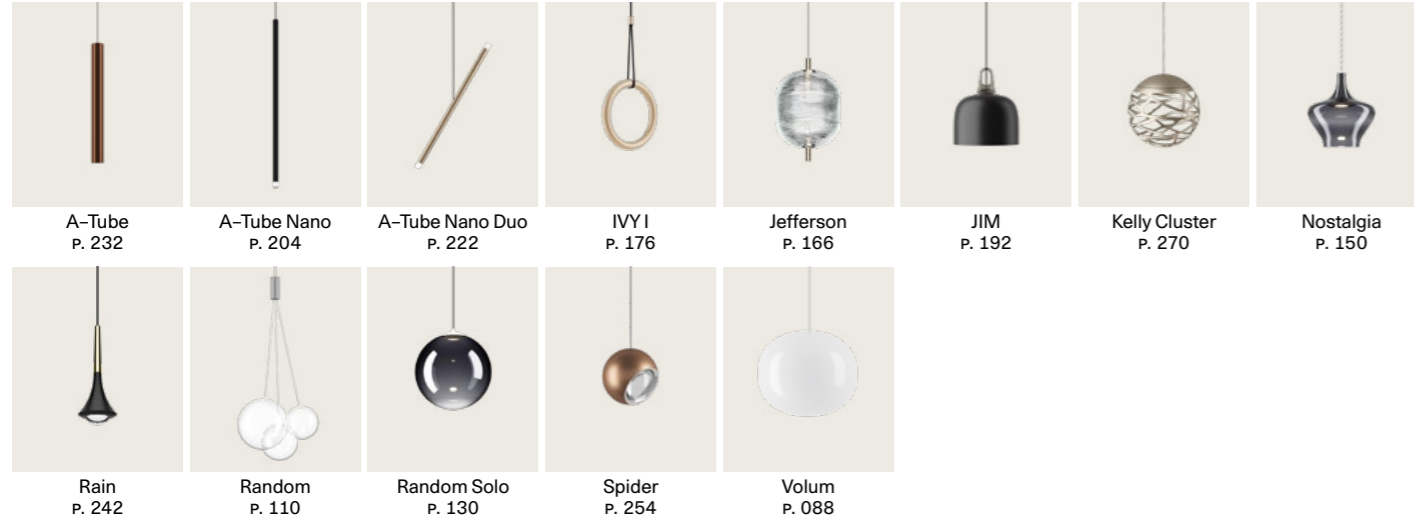 A–Tube
P. 232
A–Tube Nano
P. 204
A–Tube Nano Duo
P. 222
IVY I
P. 176
Jefferson
P. 166
JIM
P. 192
Kelly Cluster
P. 270
Nostalgia
P. 150
Rain
P. 242
Random
P. 110
Random Solo
P. 130
Spider
P. 254
Volum
P. 088